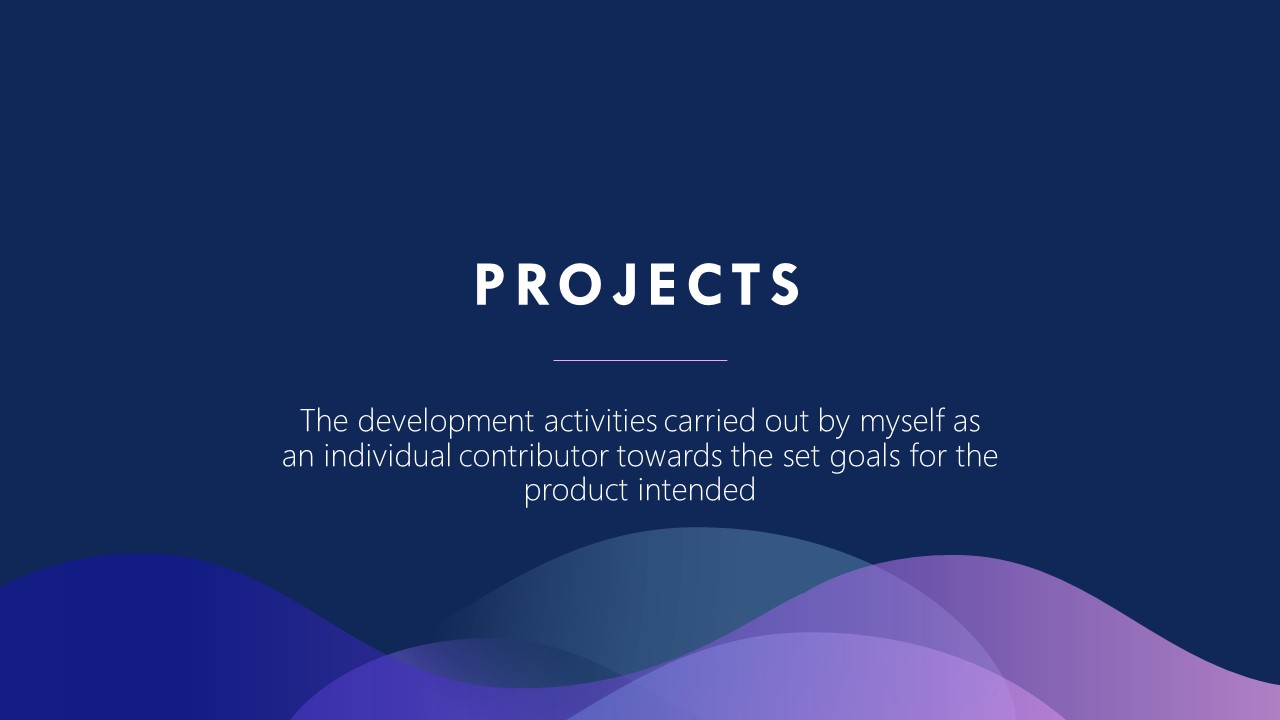 PROJECTS
The development activities carried out by myself as
an individual contributor towards the set goals for the
product intended